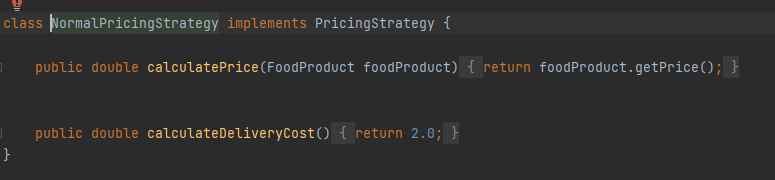 class NormalPricingStrategy implements PricingStrategy {
public double calculatePrice(FoodProduct foodProduct) { return foodProduct.getPrice(); }
public double calculateDeliveryCost() { return 2.0; }
}